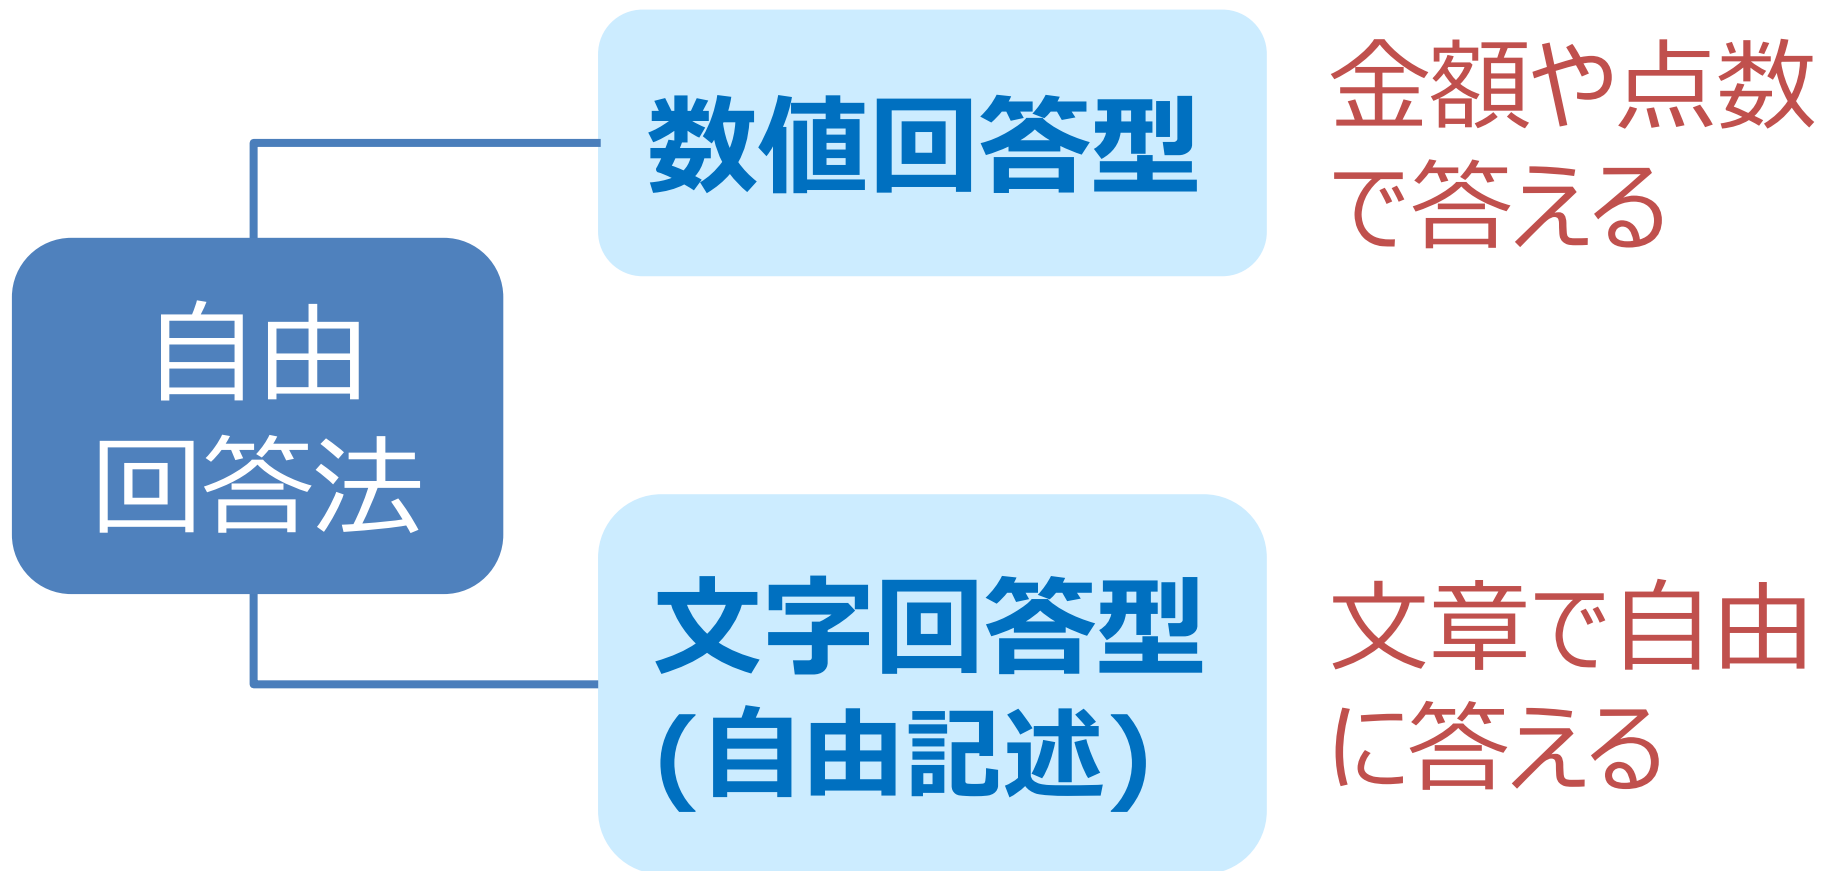 自由
回答法
数値回答型
金額や点数
で答える
文字回答型
(自由記述)
文章で自由
に答える